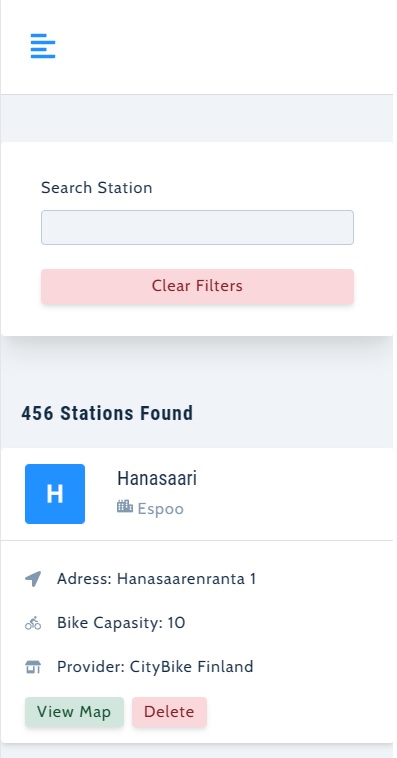 Search Station
Clear Filters
456 Stations Found
H
Hanasaari
Espoo
Adress: Hanasaarenranta 1
Bike Capasity: 10
Provider: CityBike Finland
View Map
Delete